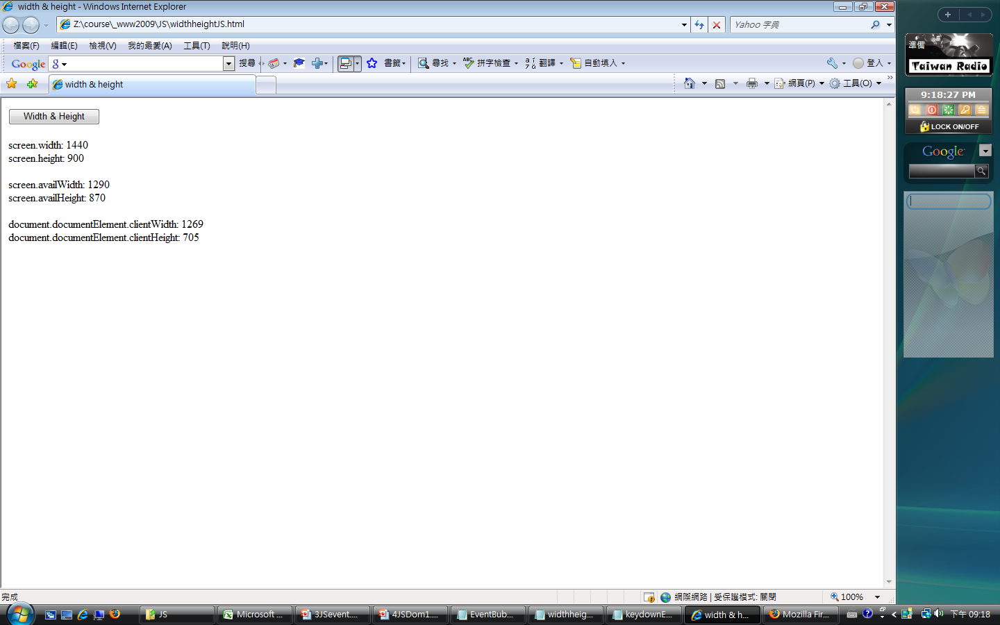 width & height - Windows Internet Explorer
Z:\course\_www2009\JS\widthheightJS.html
Yahoo 字典
檔案(F) 編輯(E) 檢視(V) 我的最愛(A) 工具(T) 說明(H)
Google 搜尋 書籤 尋找 ABC 拼字檢查 翻譯 自動填入 登入
width & height
網頁(P) 工具(O)
Width & Height
screen.width: 1440
screen.height: 900
screen.availWidth: 1290
screen.availHeight: 870
document.documentElement.clientWidth: 1269
document.documentElement.clientHeight: 705
準備
Taiwan Radio
9:18:27 PM
LOCK ON/OFF
Google
完成
網際網路 | 受保護模式: 關閉
100%
JS
Microsoft ...
3JSevent....
4JSDom1....
EventBub...
widthheig...
keydownE...
width & h...
Mozilla Fir...
下午 09:18